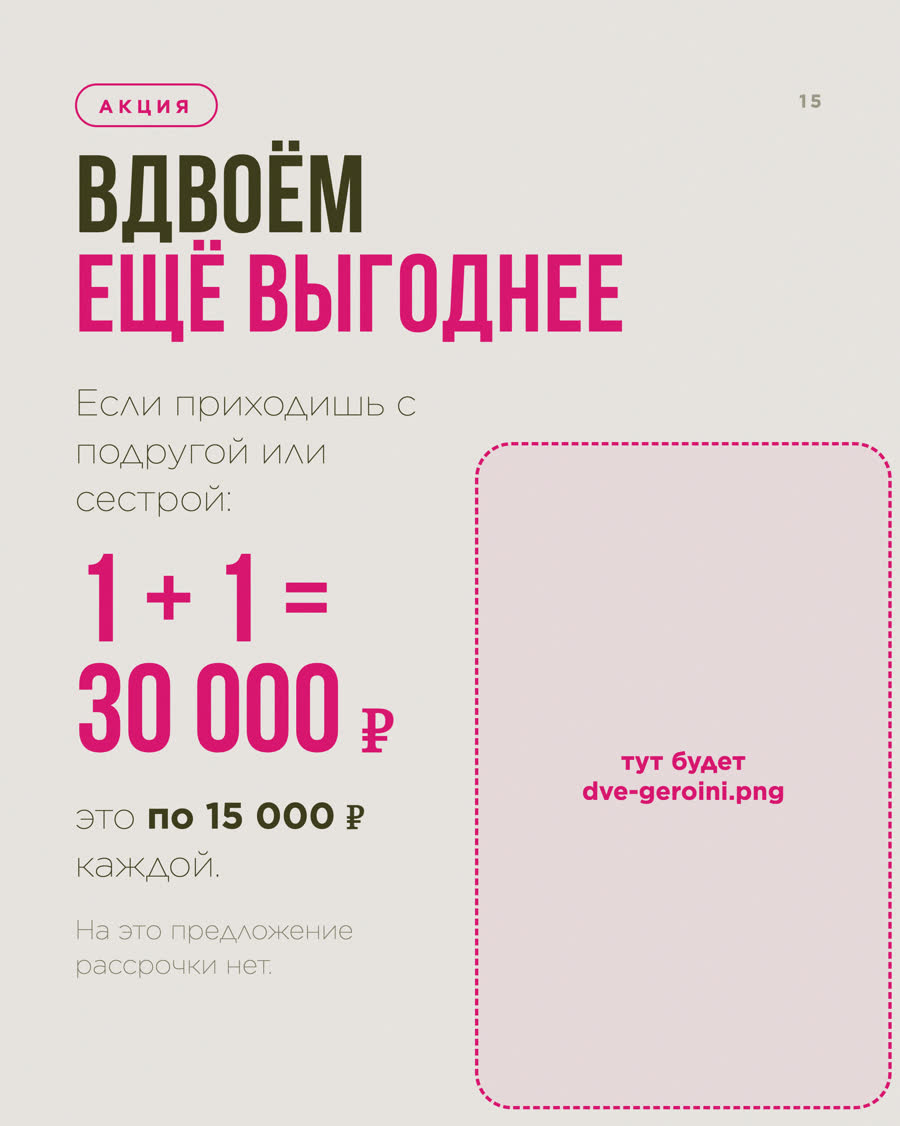 АКЦИЯ
15
ВДВОЁМ
ЕЩЁ ВЫГОДНЕЕ
Если приходишь с
подругой или
сестрой:
1 + 1 =
30 000 ₽
это по 15 000 ₽
каждой.
На это предложение
рассрочки нет.
тут будет
dve-geroini.png